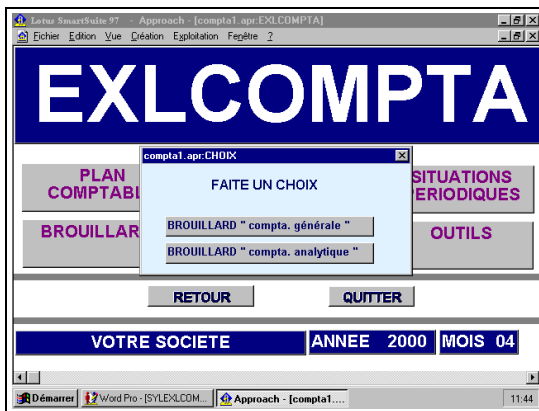 Lotus SmartSuite 97 - Approach - [compta1.apr:EXLCOMPTA]
Fichier Edition Vue Création Exploitation Fenêtre ?
EXLCOMPTA
compta1.apr:CHOIX
FAITE UN CHOIX
BROUILLARD " compta. générale "
BROUILLARD " compta. analytique "
PLAN
COMPTABL
SITUATIONS
PERIODIQUES
BROUILLAR
OUTILS
RETOUR QUITTER
VOTRE SOCIETE ANNEE 2000 MOIS 04
Démarrer Word Pro - [SYLEXLCOM... Approach - [compta1.... 11:44